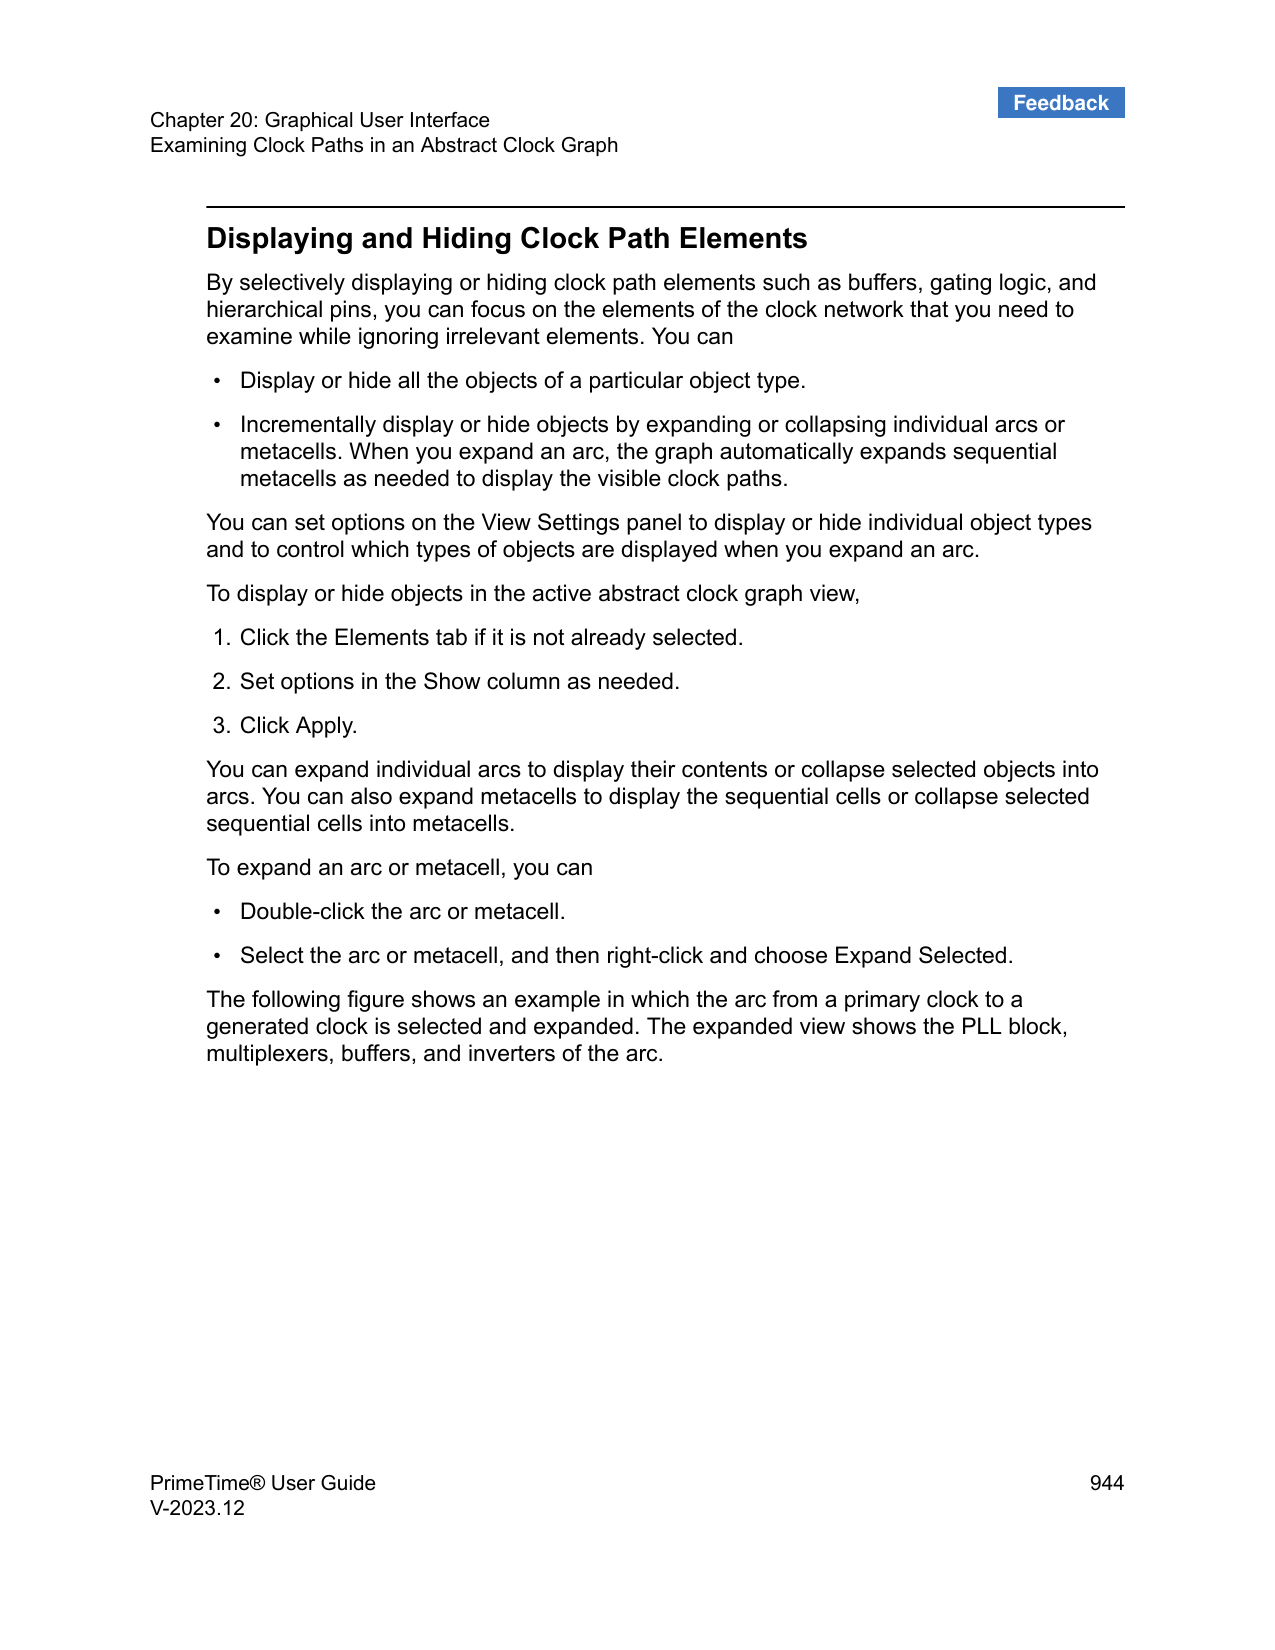 Feedback
Chapter 20: Graphical User Interface
Examining Clock Paths in an Abstract Clock Graph
Displaying and Hiding Clock Path Elements
By selectively displaying or hiding clock path elements such as buffers, gating logic, and
hierarchical pins, you can focus on the elements of the clock network that you need to
examine while ignoring irrelevant elements. You can
• Display or hide all the objects of a particular object type.
• Incrementally display or hide objects by expanding or collapsing individual arcs or
metacells. When you expand an arc, the graph automatically expands sequential
metacells as needed to display the visible clock paths.
You can set options on the View Settings panel to display or hide individual object types
and to control which types of objects are displayed when you expand an arc.
To display or hide objects in the active abstract clock graph view,
1. Click the Elements tab if it is not already selected.
2. Set options in the Show column as needed.
3. Click Apply.
You can expand individual arcs to display their contents or collapse selected objects into
arcs. You can also expand metacells to display the sequential cells or collapse selected
sequential cells into metacells.
To expand an arc or metacell, you can
• Double-click the arc or metacell.
• Select the arc or metacell, and then right-click and choose Expand Selected.
The following figure shows an example in which the arc from a primary clock to a
generated clock is selected and expanded. The expanded view shows the PLL block,
multiplexers, buffers, and inverters of the arc.
PrimeTime® User Guide 944
V-2023.12